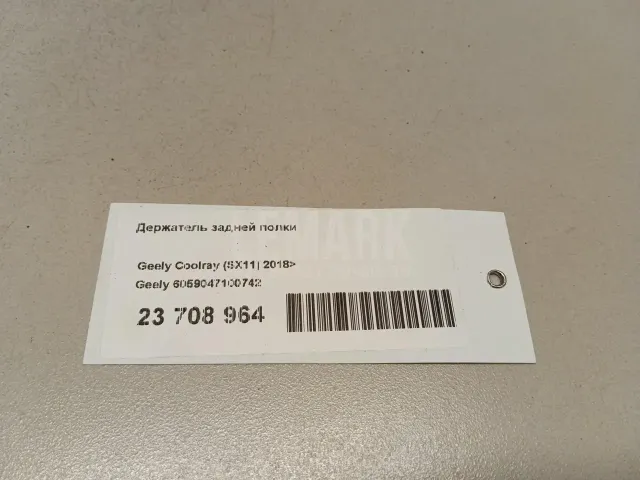 Держатель задней полки
Geely Coolray (SX11) 2018>
Geely 6059047100742
23 708 964